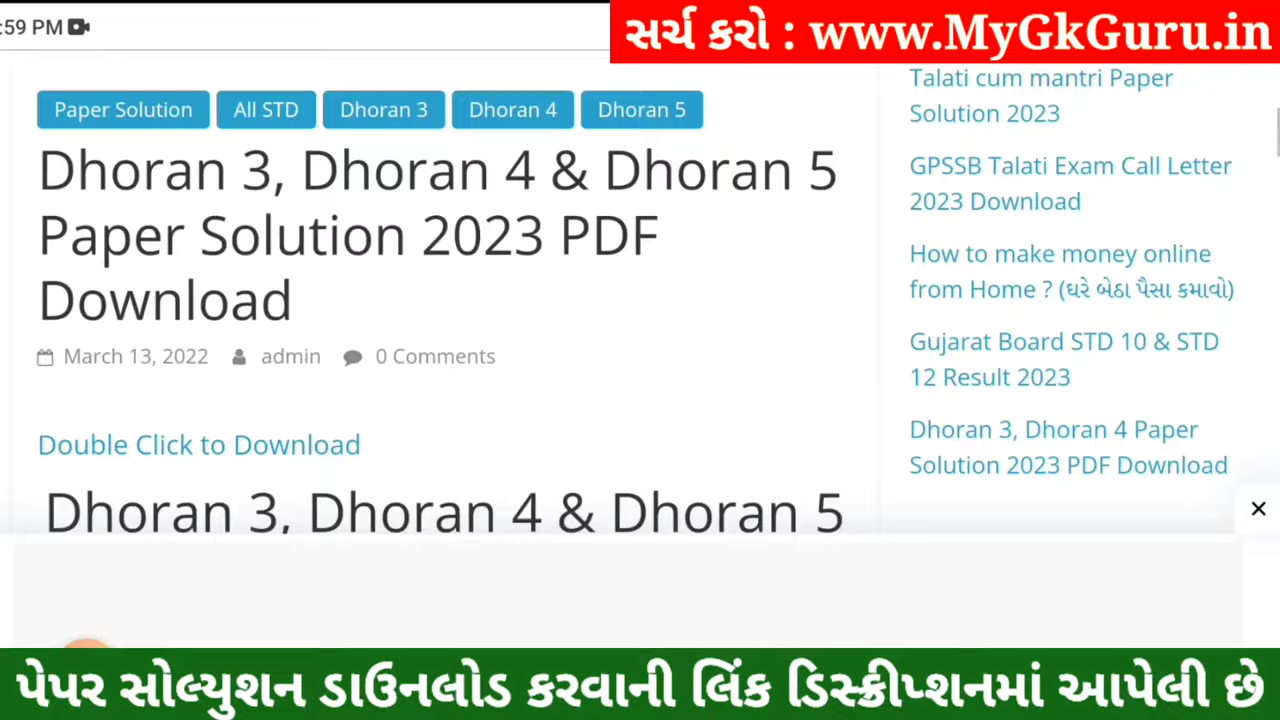 :59 PM
સર્ચ કરો : www.MyGkGuru.in
Paper Solution
All STD
Dhoran 3
Dhoran 4
Dhoran 5
Dhoran 3, Dhoran 4 & Dhoran 5
Paper Solution 2023 PDF
Download
March 13, 2022 admin 0 Comments
Double Click to Download
Dhoran 3, Dhoran 4 & Dhoran 5
Talati cum mantri Paper
Solution 2023
GPSSB Talati Exam Call Letter
2023 Download
How to make money online
from Home ? (ઘરે બેઠા પૈસા કમાવો)
Gujarat Board STD 10 & STD
12 Result 2023
Dhoran 3, Dhoran 4 Paper
Solution 2023 PDF Download
પેપર સોલ્યુશન ડાઉનલોડ કરવાની લિંક ડિસ્ક્રીપ્શનમાં આપેલી છે